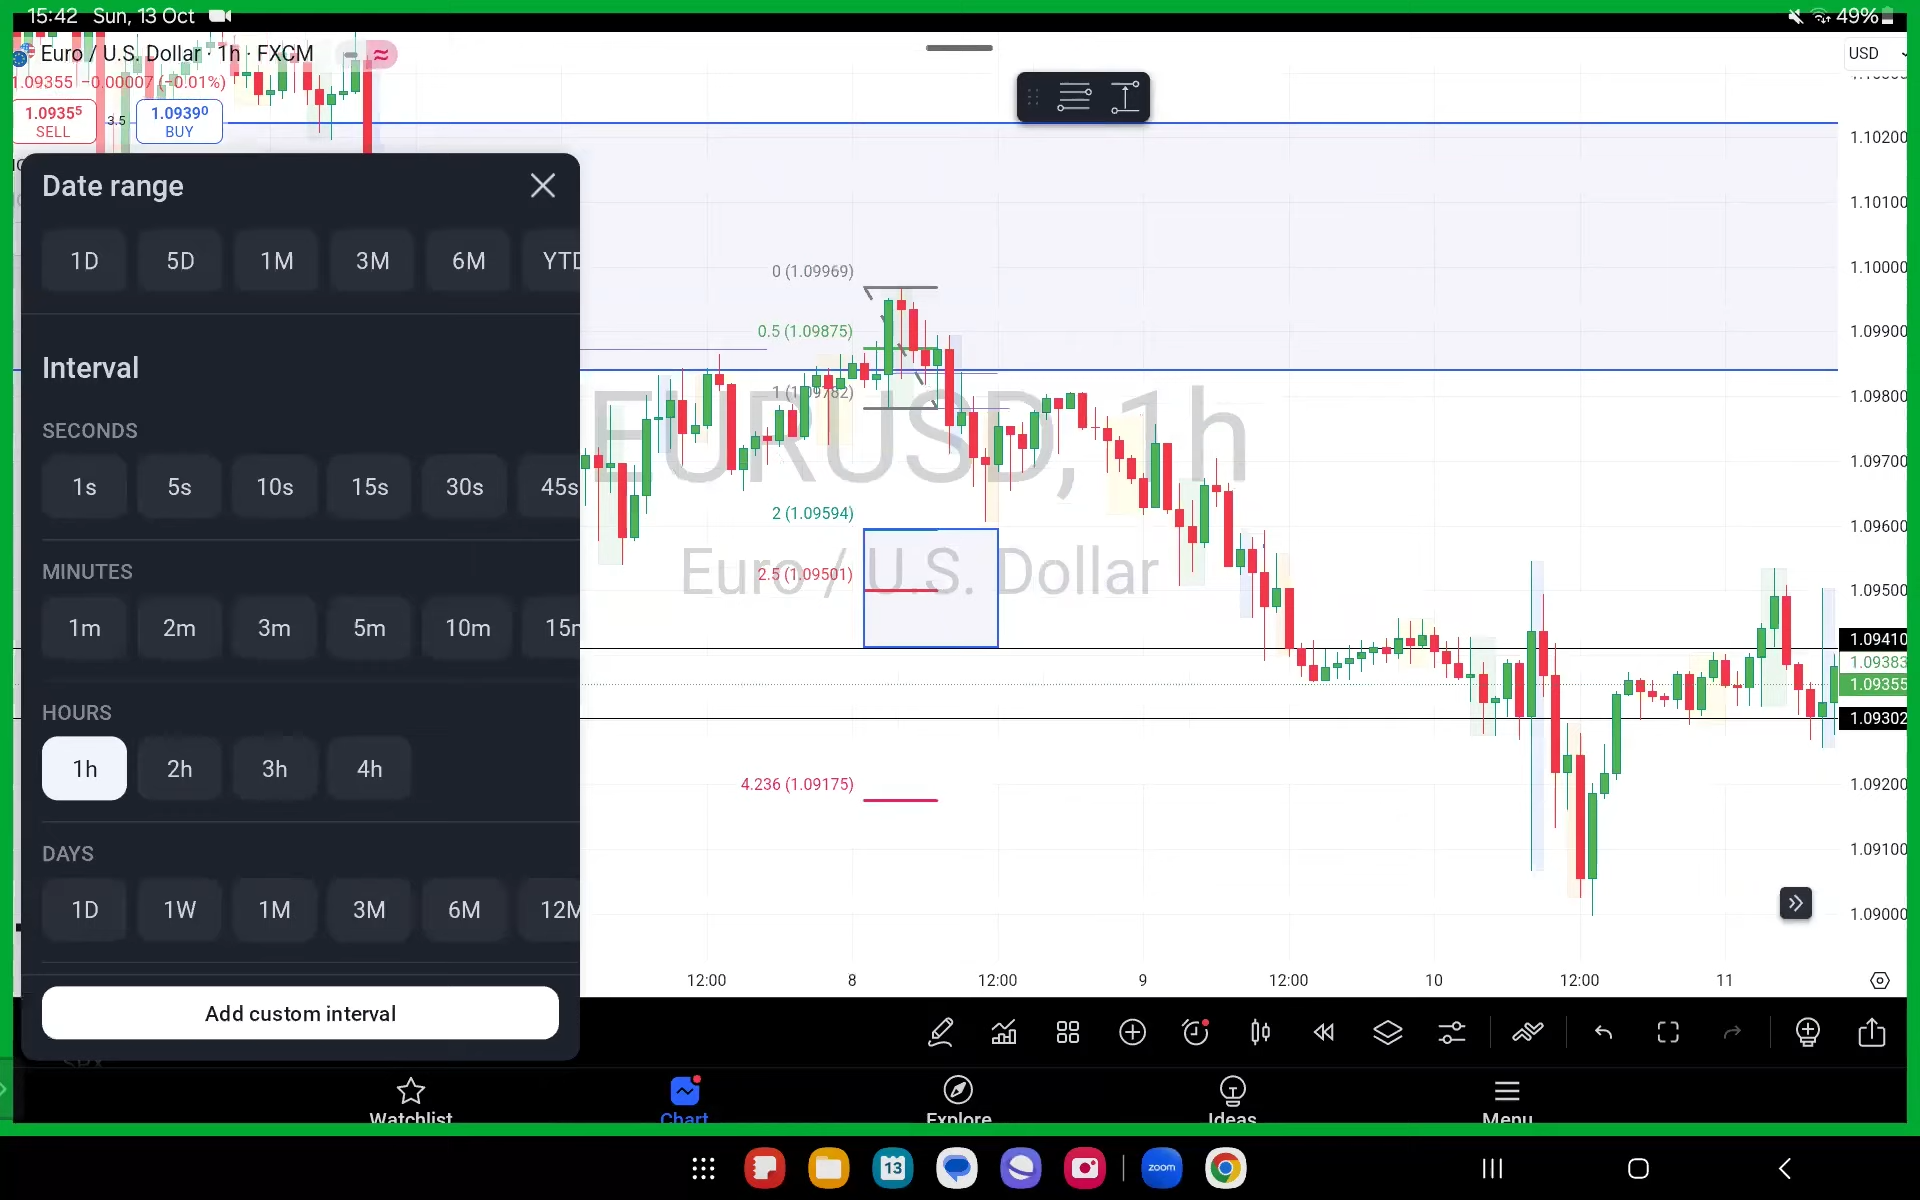 15:42 Sun, 13 Oct
49%
Euro / U.S. Dollar · 1h · FXCM
USD
1.09355 −0.00007 (−0.01%)
1.09355 SELL
3.5
1.09390 BUY
Date range
1D 5D 1M 3M 6M YTD
Interval
SECONDS
1s 5s 10s 15s 30s 45s
MINUTES
1m 2m 3m 5m 10m 15m
HOURS
1h 2h 3h 4h
DAYS
1D 1W 1M 3M 6M 12M
Add custom interval
EURUSD, 1h
Euro / U.S. Dollar
0 (1.09969)
0.5 (1.09875)
1 (1.09782)
2 (1.09594)
2.5 (1.09501)
4.236 (1.09175)
1.10200
1.10100
1.10000
1.09900
1.09800
1.09700
1.09600
1.09500
1.09410
1.09383
1.09355
1.09302
1.09200
1.09100
1.09000
12:00 8 12:00 9 12:00 10 12:00 11
Watchlist Chart Explore Ideas Menu
13
zoom